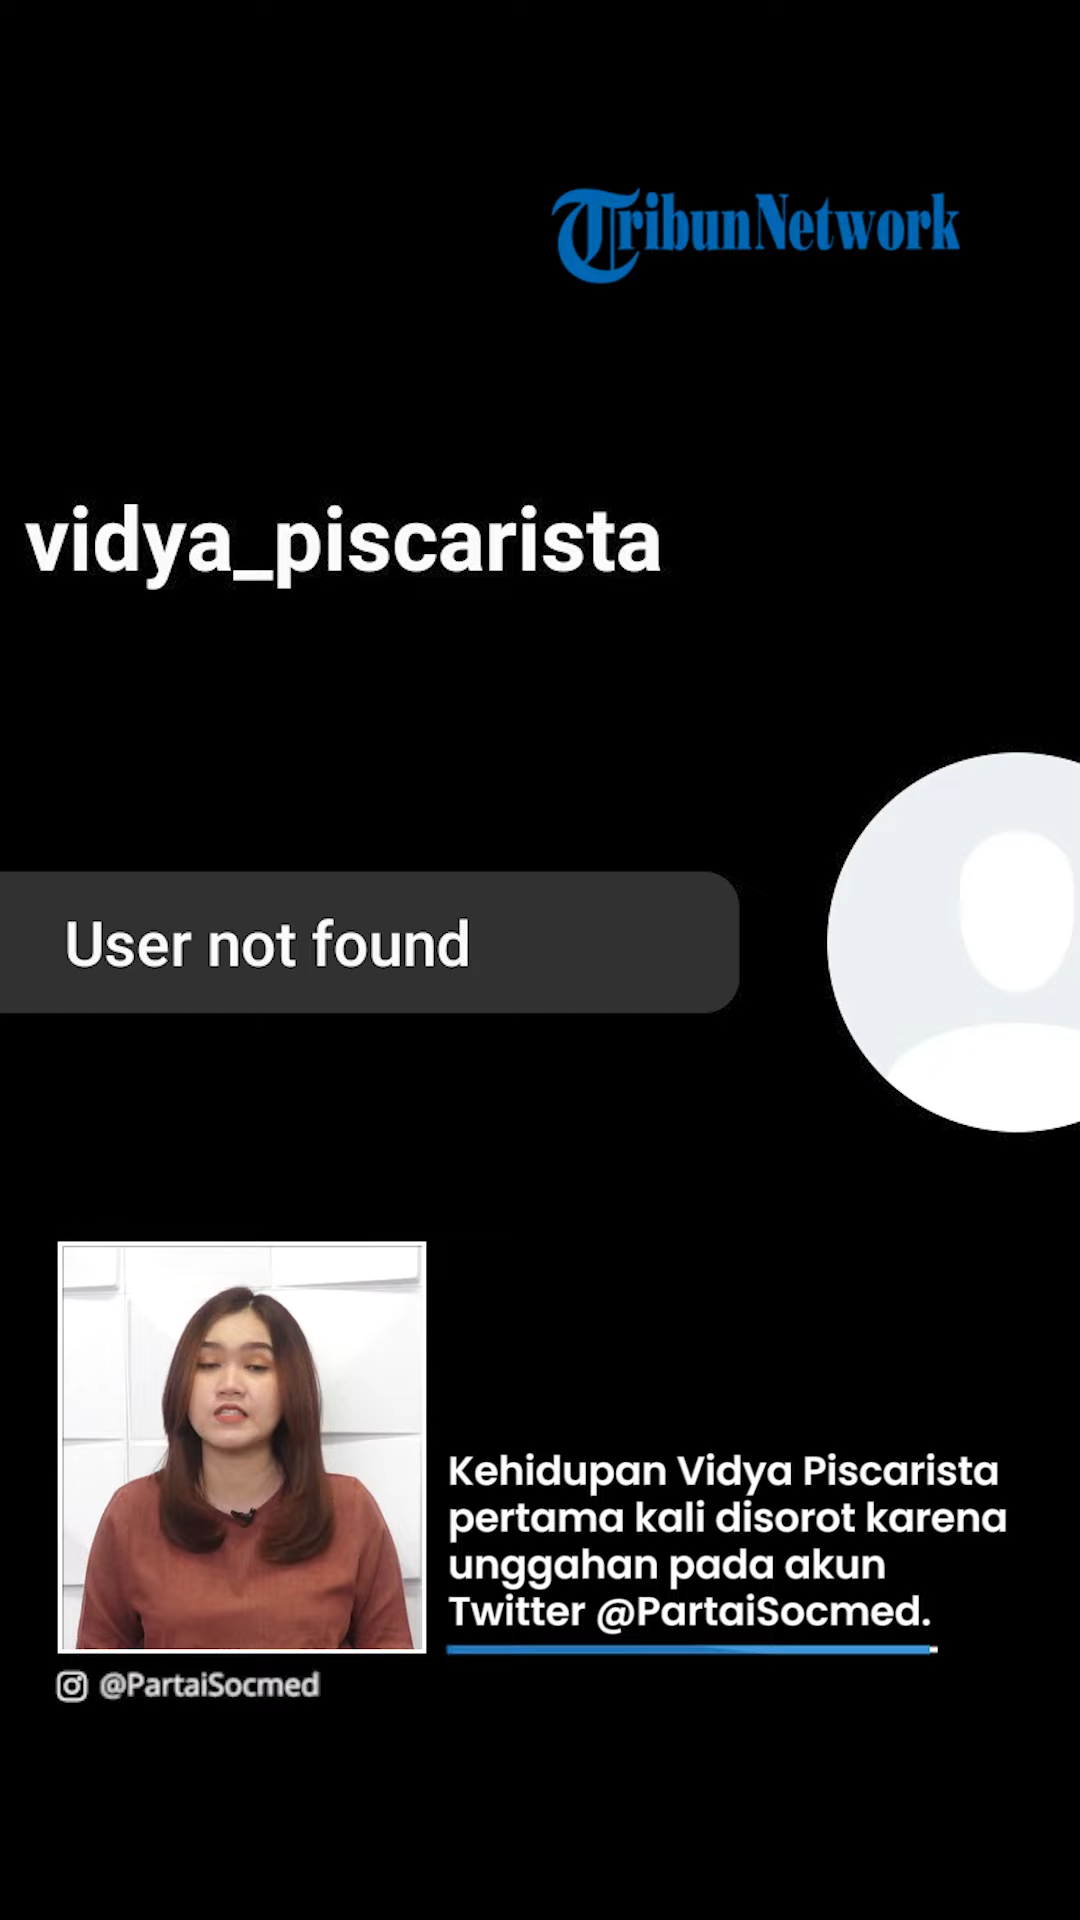 TribunNetwork
vidya_piscarista
User not found
Kehidupan Vidya Piscarista
pertama kali disorot karena
unggahan pada akun
Twitter @PartaiSocmed.
@PartaiSocmed